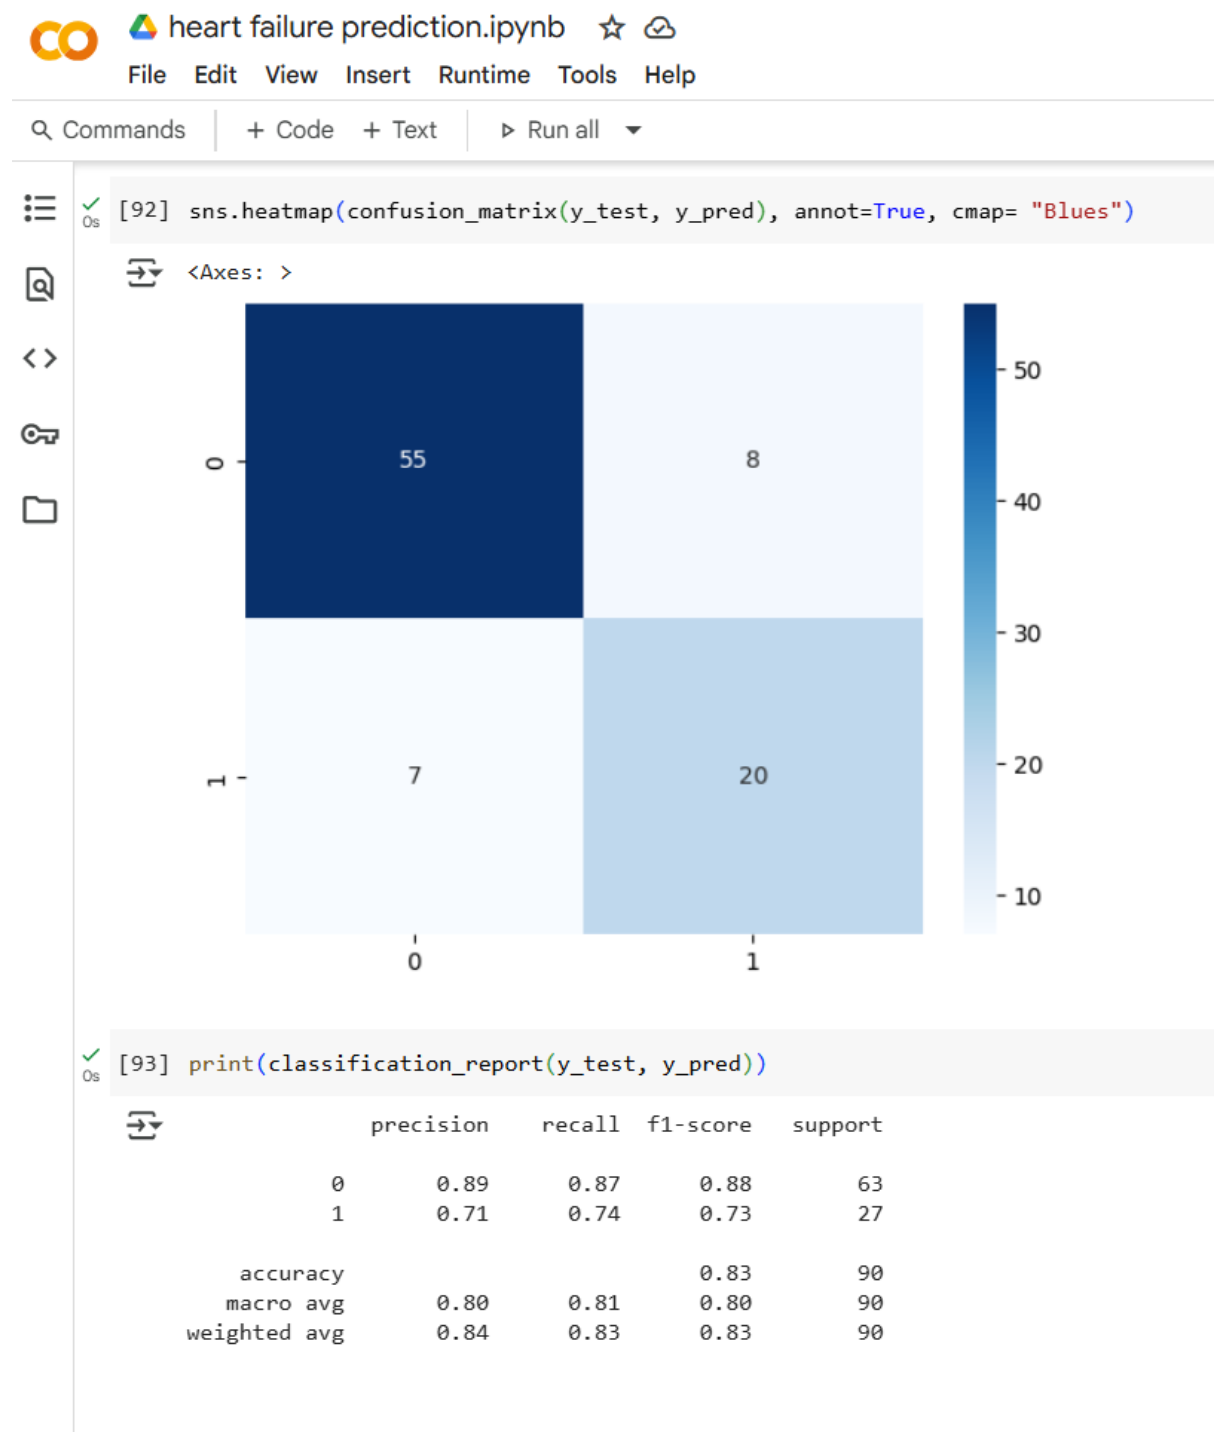 heart failure prediction.ipynb
File Edit View Insert Runtime Tools Help
Commands + Code + Text Run all
0s [92] sns.heatmap(confusion_matrix(y_test, y_pred), annot=True, cmap= "Blues")
<Axes: >
50
0 55 8
40
30
1 7 20
20
10
0 1
0s [93] print(classification_report(y_test, y_pred))
precision recall f1-score support
0 0.89 0.87 0.88 63
1 0.71 0.74 0.73 27
accuracy 0.83 90
macro avg 0.80 0.81 0.80 90
weighted avg 0.84 0.83 0.83 90